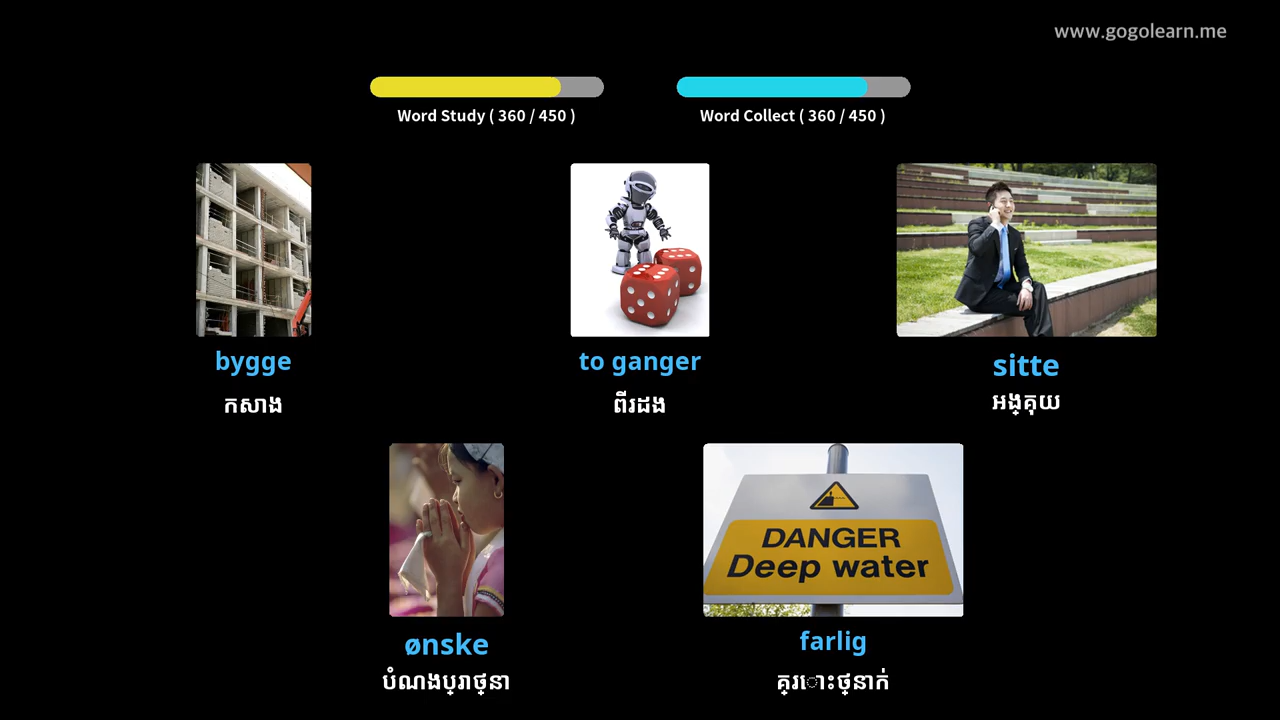 www.gogolearn.me
Word Study ( 360 / 450 )
Word Collect ( 360 / 450 )
bygge
to ganger
sitte
កសាង
ពីរដង
អង្គុយ
DANGER
Deep water
ønske
farlig
បំណងប្រាថ្នា
គ្រោះថ្នាក់